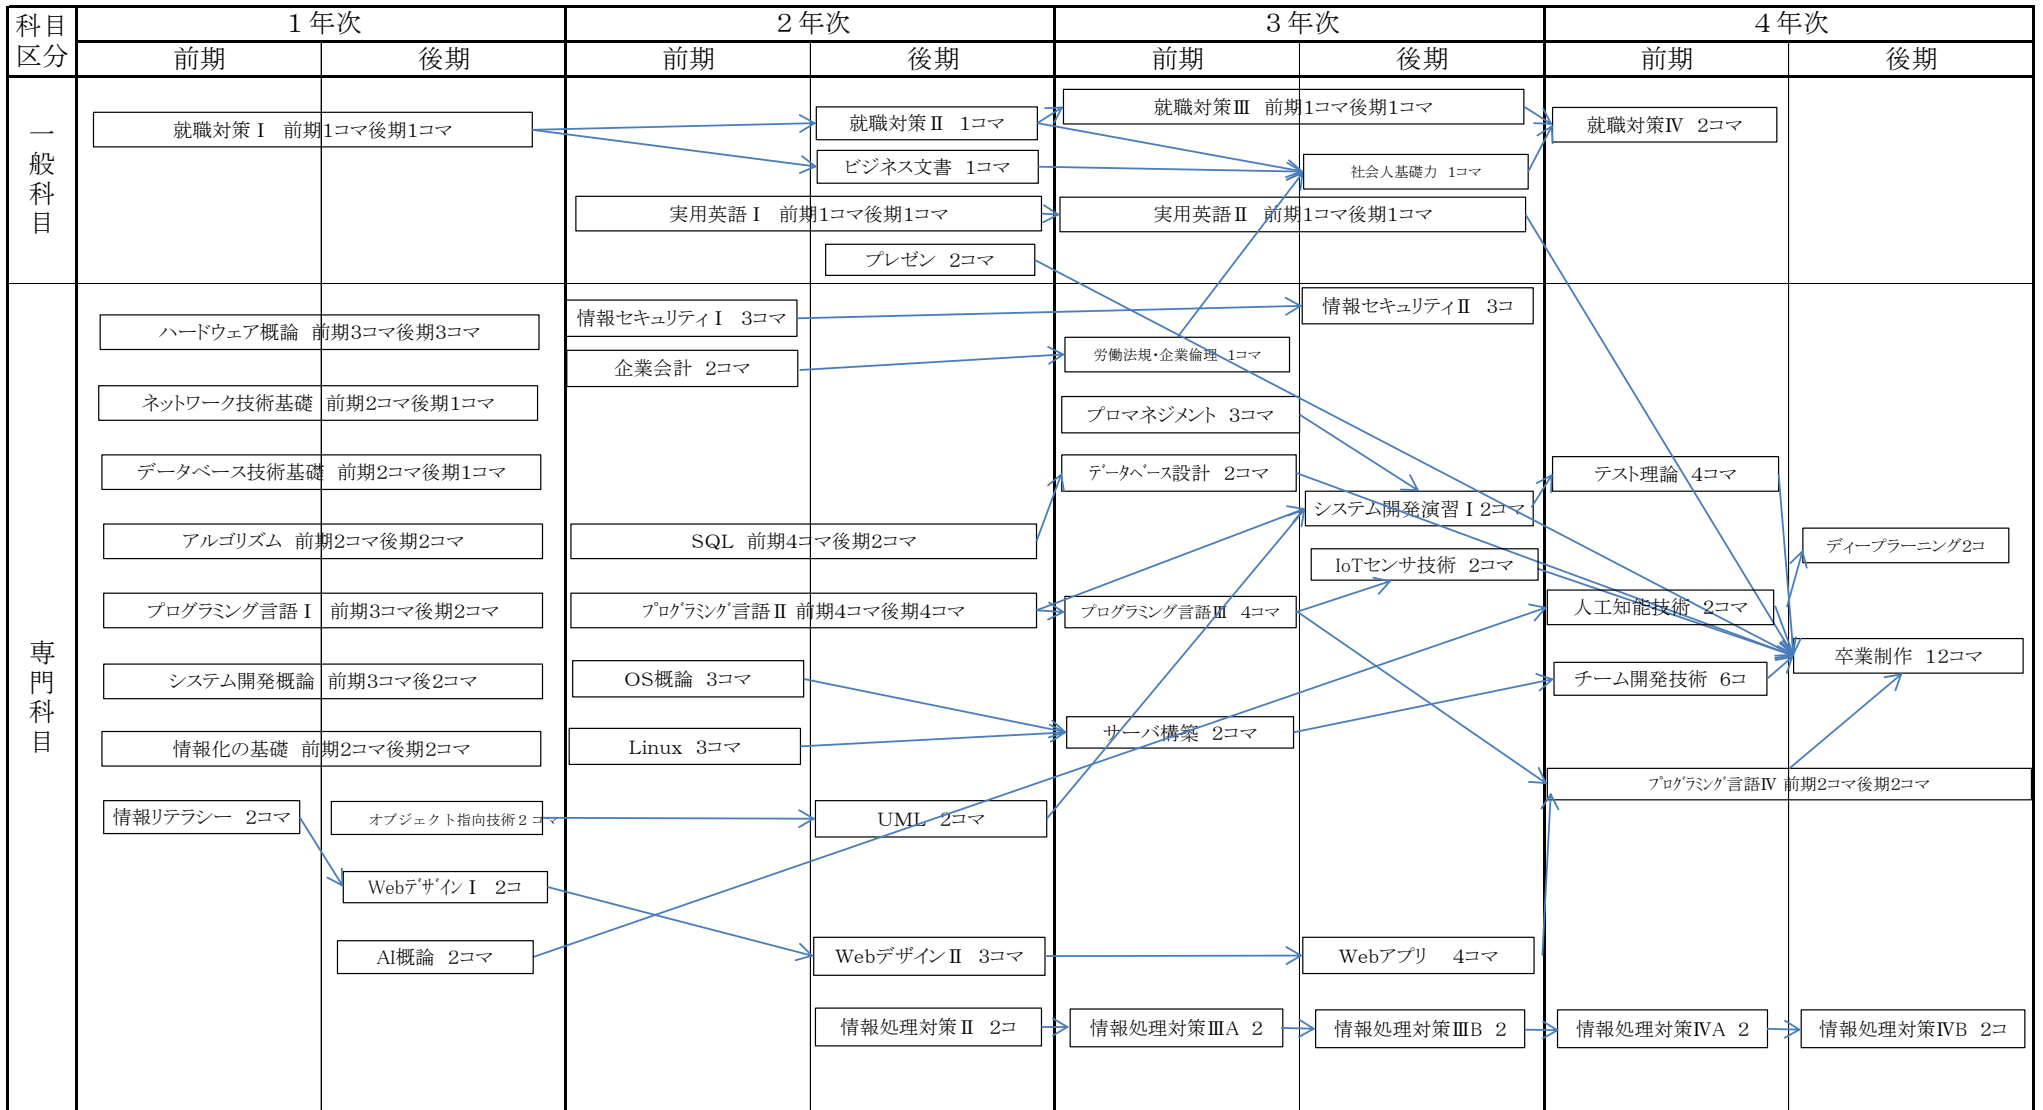 科目
区分
１年次
２年次
３年次
４年次
前期
後期
前期
後期
前期
後期
前期
後期
一般科目
就職対策Ⅰ　前期1コマ後期1コマ
就職対策Ⅱ　1コマ
就職対策Ⅲ　前期1コマ後期1コマ
就職対策Ⅳ　2コマ
ビジネス文書　1コマ
社会人基礎力　1コマ
実用英語Ⅰ　前期1コマ後期1コマ
実用英語Ⅱ　前期1コマ後期1コマ
プレゼン　2コマ
専門科目
ハードウェア概論　前期3コマ後期3コマ
情報セキュリティⅠ　3コマ
情報セキュリティⅡ　3コ
企業会計　2コマ
労働法規・企業倫理　1コマ
ネットワーク技術基礎　前期2コマ後期1コマ
プロマネジメント　3コマ
データベース技術基礎　前期2コマ後期1コマ
データベース設計　2コマ
テスト理論　4コマ
システム開発演習Ⅰ2コマ
アルゴリズム　前期2コマ後期2コマ
SQL　前期4コマ後期2コマ
ディープラーニング2コ
IoTセンサ技術　2コマ
プログラミング言語Ⅰ　前期3コマ後期2コマ
プログラミング言語Ⅱ 前期4コマ後期4コマ
プログラミング言語Ⅲ　4コマ
人工知能技術　2コマ
卒業制作　12コマ
システム開発概論　前期3コマ後2コマ
OS概論　3コマ
チーム開発技術　6コ
情報化の基礎　前期2コマ後期2コマ
Linux　3コマ
サーバ構築　2コマ
プログラミング言語Ⅳ 前期2コマ後期2コマ
情報リテラシー　2コマ
オブジェクト指向技術２コマ
UML　2コマ
WebデザインⅠ　2コ
AI概論　2コマ
WebデザインⅡ　3コマ
Webアプリ　4コマ
情報処理対策Ⅱ　2コ
情報処理対策ⅢA　2
情報処理対策ⅢB　2
情報処理対策ⅣA　2
情報処理対策ⅣB　2コ